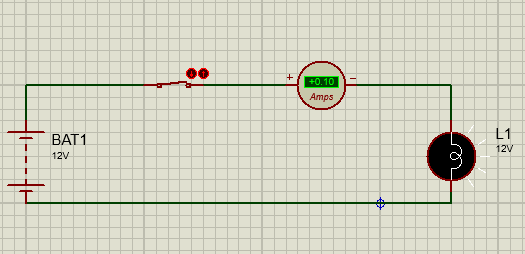 + +0.10 −
Amps
BAT1
12V
L1
12V